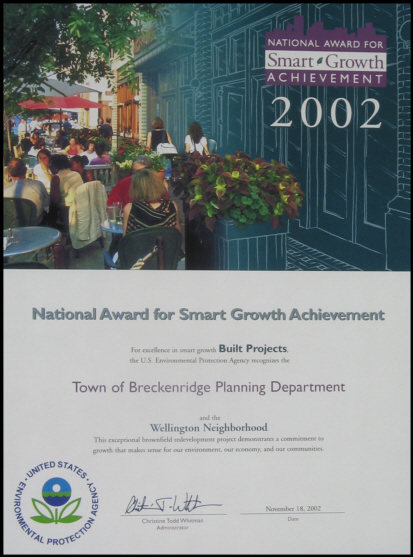 NATIONAL AWARD FOR
Smart Growth
ACHIEVEMENT
2002
National Award for Smart Growth Achievement
For excellence in smart growth Built Projects,
the U.S. Environmental Protection Agency recognizes the
Town of Breckenridge Planning Department
and the
Wellington Neighborhood
This exceptional brownfield redevelopment project demonstrates a commitment to
growth that makes sense for our environment, our economy, and our communities.
UNITED STATES
ENVIRONMENTAL PROTECTION AGENCY
Christine Todd Whitman
Administrator
November 18, 2002
Date